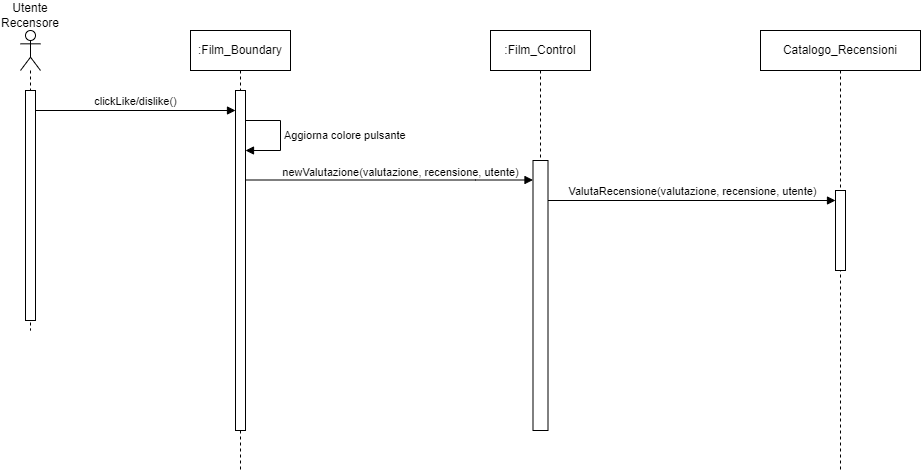 Utente
Recensore
:Film_Boundary
:Film_Control
Catalogo_Recensioni
clickLike/dislike()
Aggiorna colore pulsante
newValutazione(valutazione, recensione, utente)
ValutaRecensione(valutazione, recensione, utente)